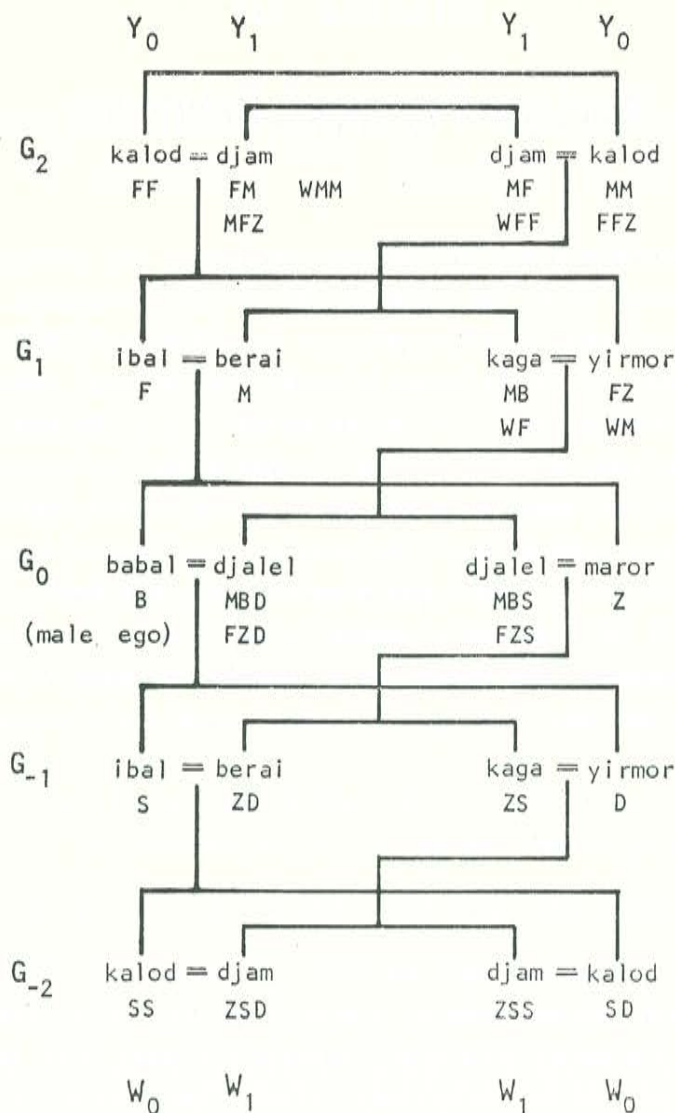 Y0 Y1 Y1 Y0
G2 kalod = djam djam = kalod
FF FM WMM MF MM
MFZ WFF FFZ
G1 ibal = berai kaga = yirmor
F M MB FZ
WF WM
G0 babal = djalel djalel = maror
B MBD MBS Z
(male ego) FZD FZS
G-1 ibal = berai kaga = yirmor
S ZD ZS D
G-2 kalod = djam djam = kalod
SS ZSD ZSS SD
W0 W1 W1 W0